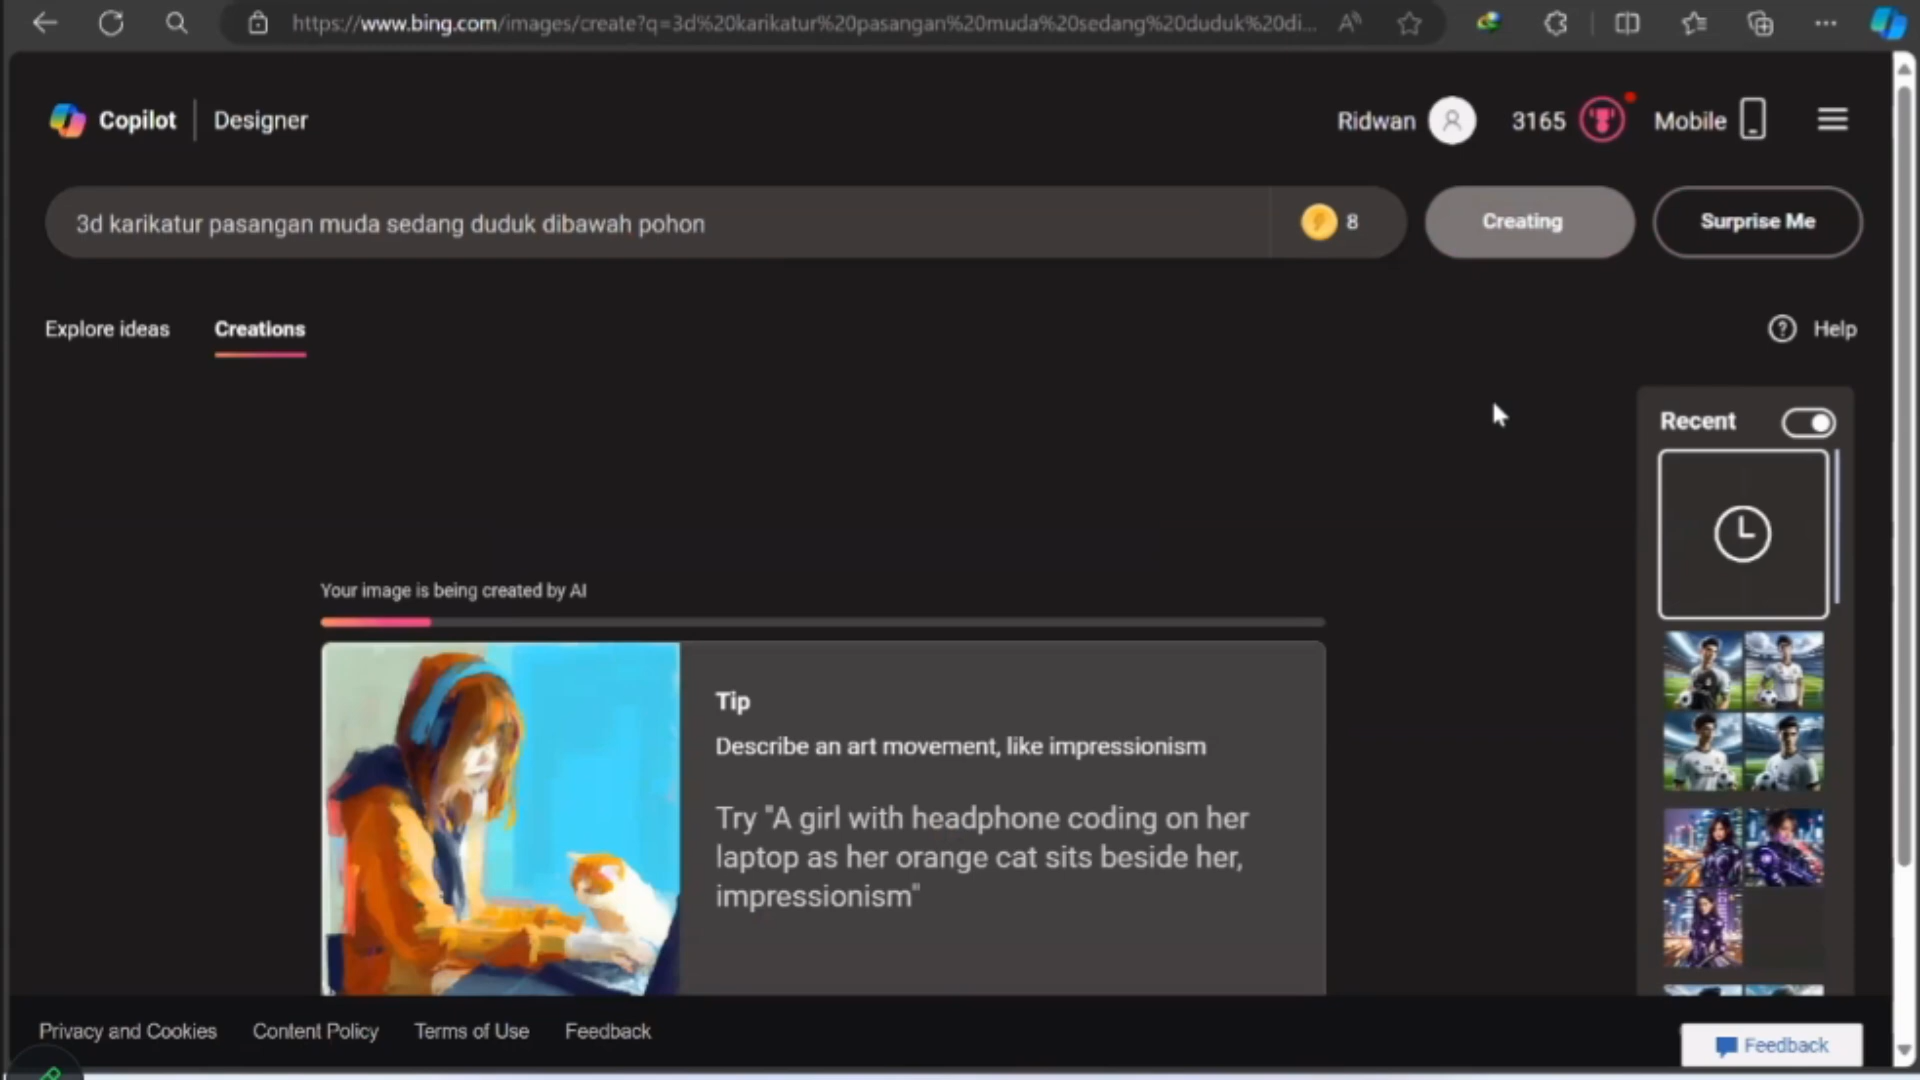 https://www.bing.com/images/create?q=3d%20karikatur%20pasangan%20muda%20sedang%20duduk%20di...
Copilot
Designer
Ridwan
3165
Mobile
3d karikatur pasangan muda sedang duduk dibawah pohon
8
Creating
Surprise Me
Explore ideas
Creations
Help
Recent
Your image is being created by AI
Tip
Describe an art movement, like impressionism
Try "A girl with headphone coding on her
laptop as her orange cat sits beside her,
impressionism"
Privacy and Cookies
Content Policy
Terms of Use
Feedback
Feedback